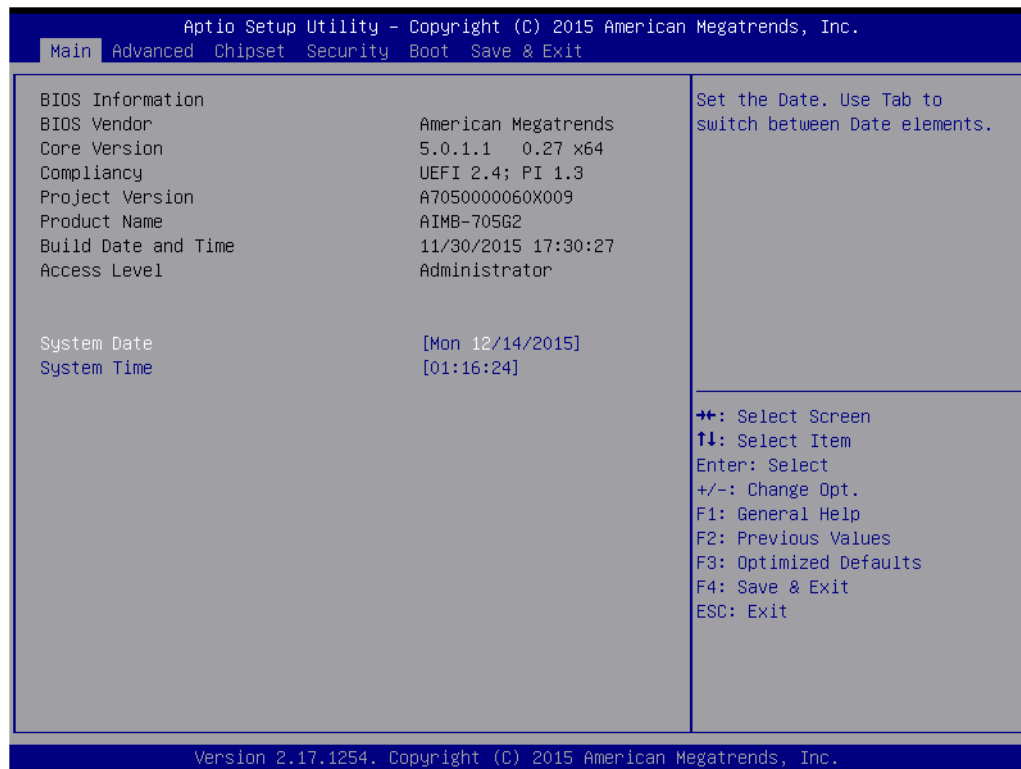 Aptio Setup Utility – Copyright (C) 2015 American Megatrends, Inc.
Main Advanced Chipset Security Boot Save & Exit
BIOS Information
BIOS Vendor American Megatrends
Core Version 5.0.1.1 0.27 x64
Compliancy UEFI 2.4; PI 1.3
Project Version A7050000060X009
Product Name AIMB-705G2
Build Date and Time 11/30/2015 17:30:27
Access Level Administrator
System Date [Mon 12/14/2015]
System Time [01:16:24]
Set the Date. Use Tab to
switch between Date elements.
→←: Select Screen
↑↓: Select Item
Enter: Select
+/-: Change Opt.
F1: General Help
F2: Previous Values
F3: Optimized Defaults
F4: Save & Exit
ESC: Exit
Version 2.17.1254. Copyright (C) 2015 American Megatrends, Inc.